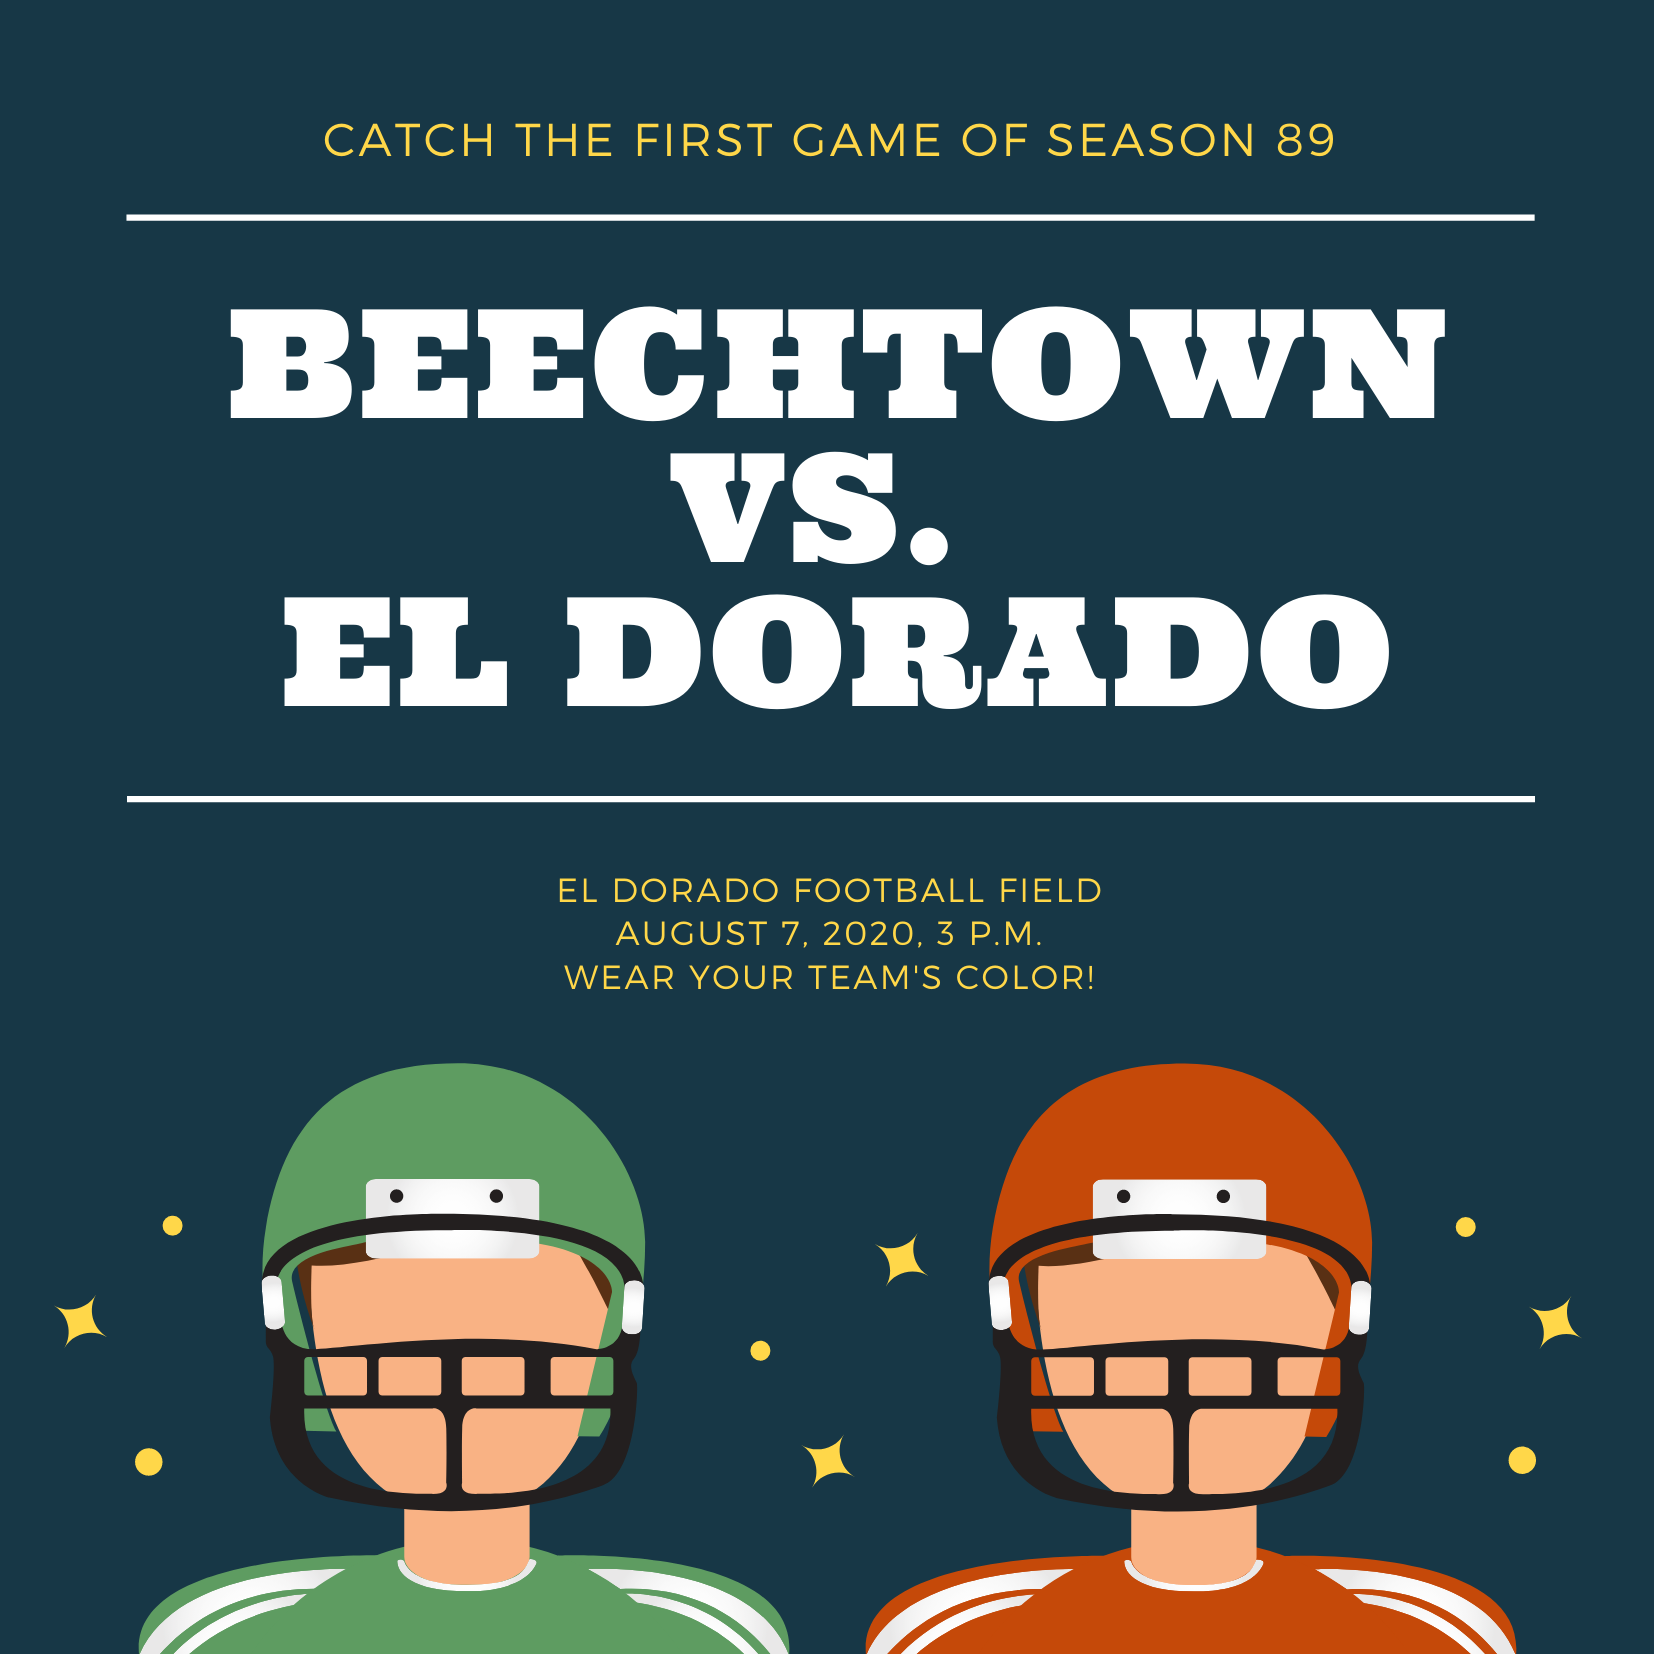 CATCH THE FIRST GAME OF SEASON 89
BEECHTOWN
VS.
EL DORADO
EL DORADO FOOTBALL FIELD
AUGUST 7, 2020, 3 P.M.
WEAR YOUR TEAM'S COLOR!